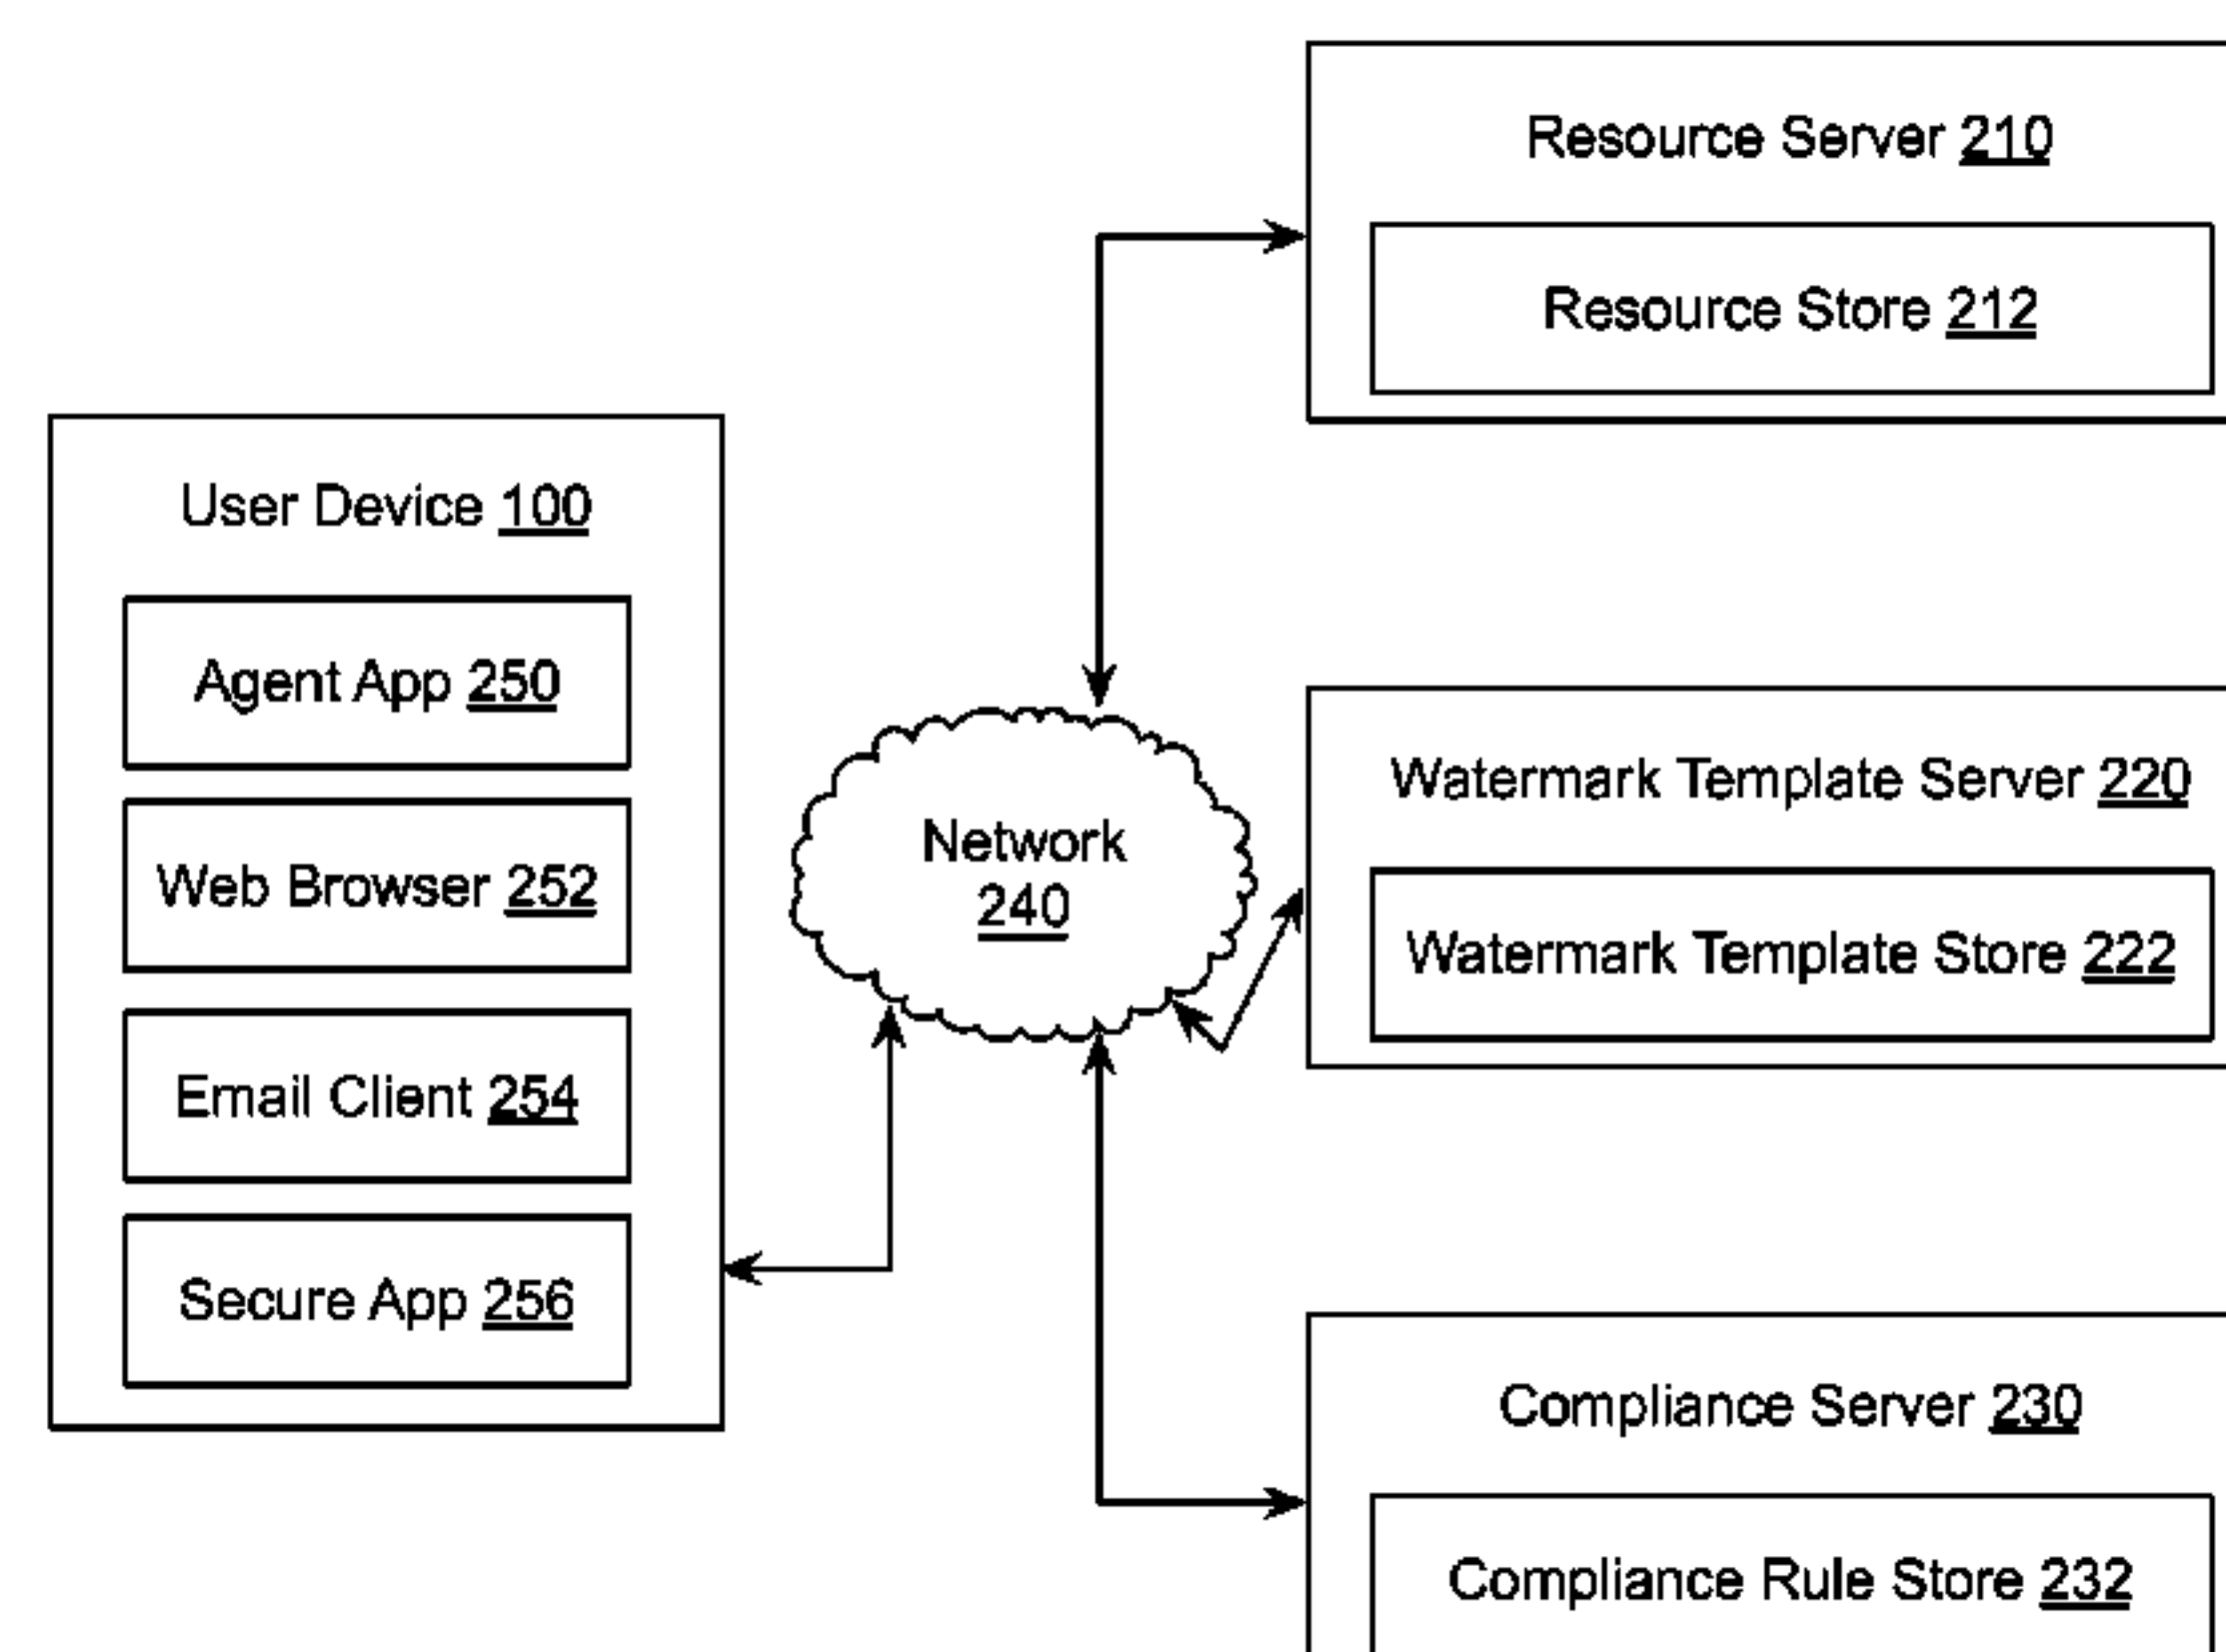 Resource Server 210
Resource Store 212
User Device 100
Agent App 250
Web Browser 252
Email Client 254
Secure App 256
Network
240
Watermark Template Server 220
Watermark Template Store 222
Compliance Server 230
Compliance Rule Store 232